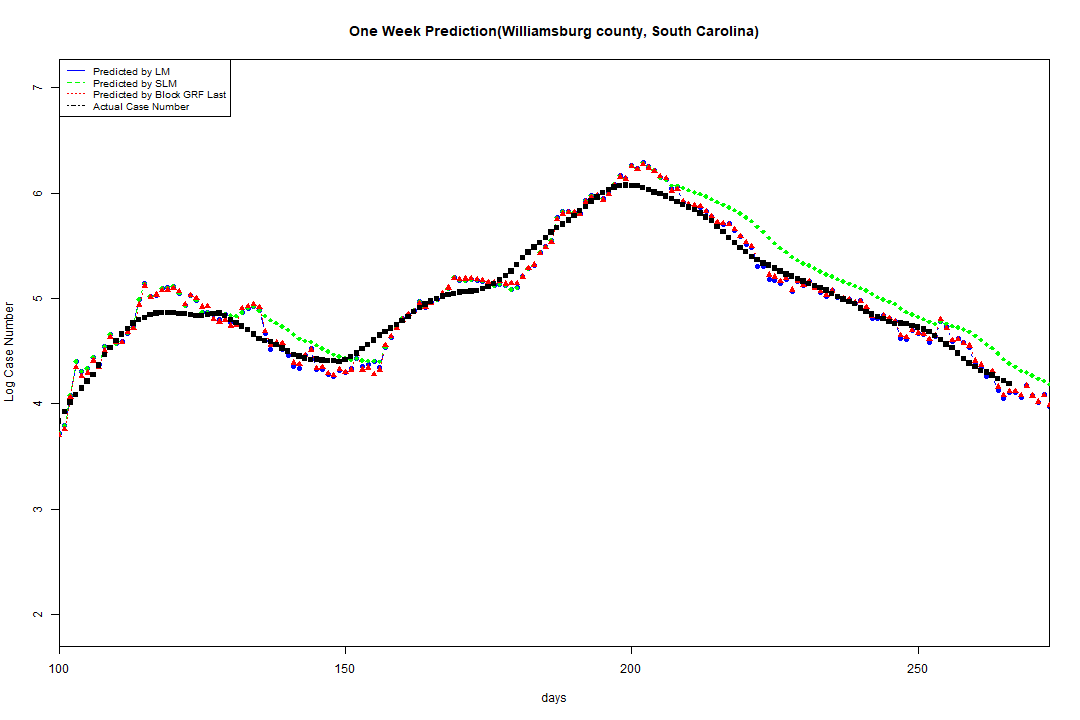 One Week Prediction(Williamsburg county, South Carolina)
Predicted by LM
Predicted by SLM
Predicted by Block GRF Last
Actual Case Number
7
6
5
4
3
2
Log Case Number
100
150
200
250
days